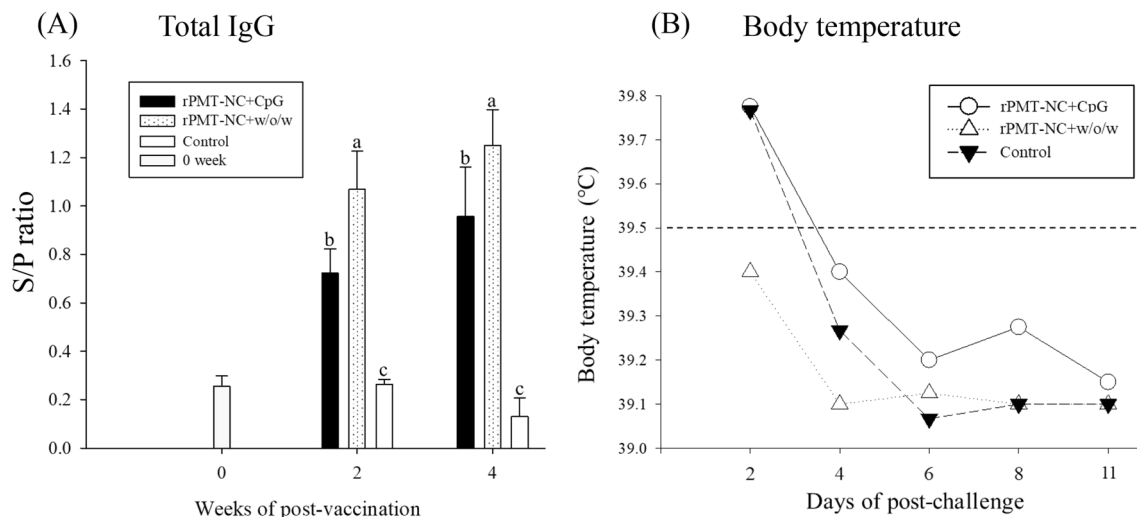 (A) Total IgG
1.6
1.4
1.2
1.0
0.8
0.6
0.4
0.2
0.0
S/P ratio
rPMT-NC+CpG
rPMT-NC+w/o/w
Control
0 week
b
a
c
b
a
c
0 2 4
Weeks of post-vaccination
(B) Body temperature
39.8
39.7
39.6
39.5
39.4
39.3
39.2
39.1
39.0
Body temperature (℃)
rPMT-NC+CpG
rPMT-NC+w/o/w
Control
2 4 6 8 11
Days of post-challenge